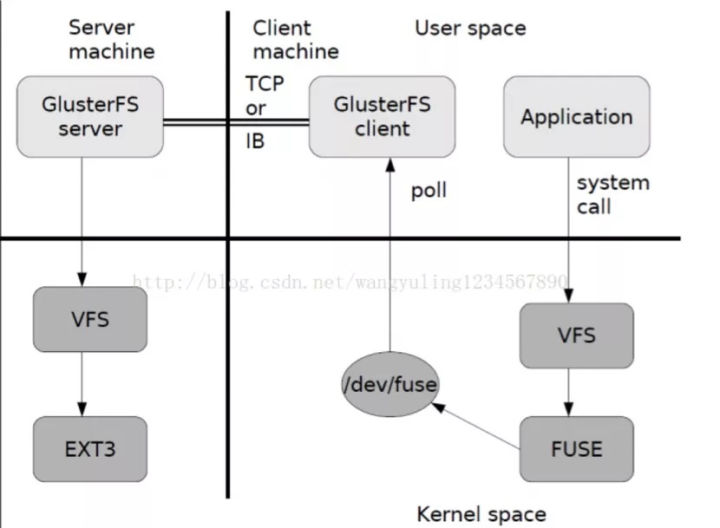 Server
machine
Client
machine
User space
GlusterFS
server
TCP
or
IB
GlusterFS
client
Application
poll
system
call
http://blog.csdn.net/wangyuling1234567890
VFS
EXT3
/dev/fuse
VFS
FUSE
Kernel space